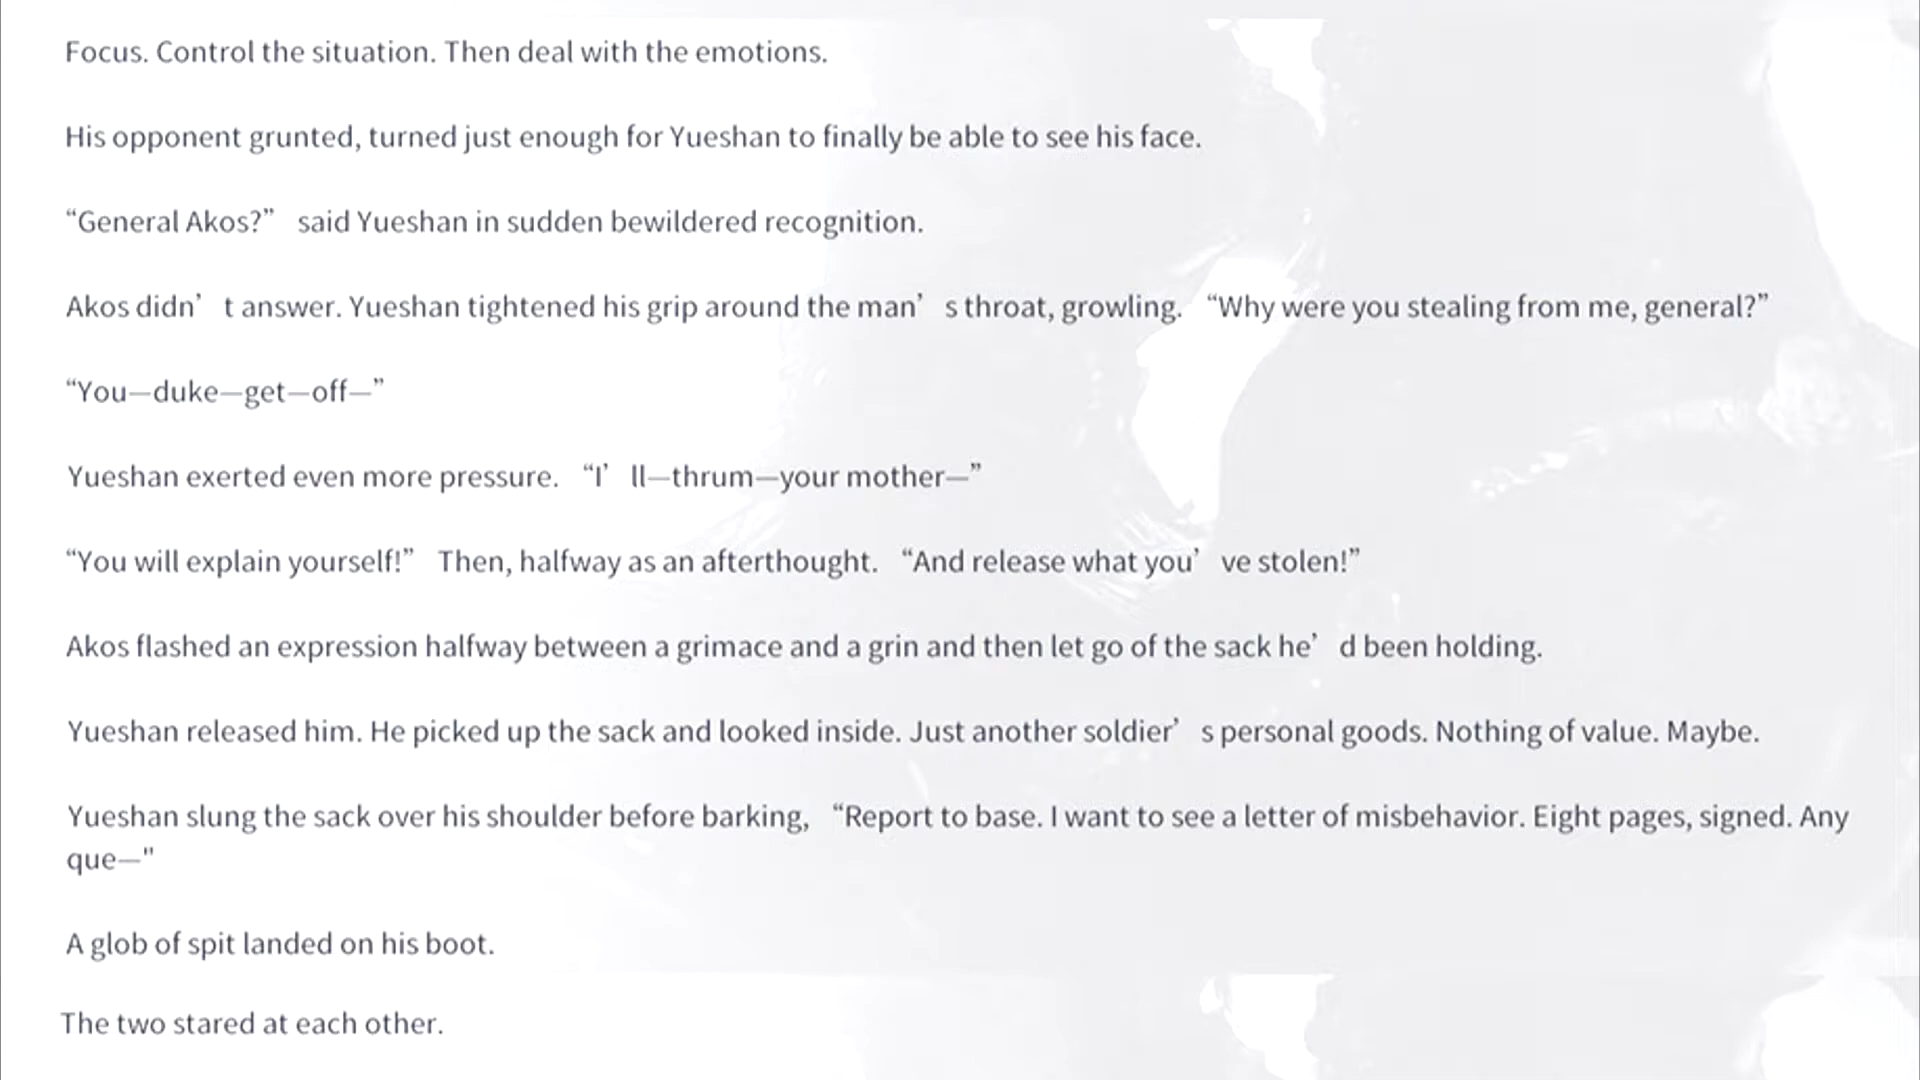 Focus. Control the situation. Then deal with the emotions.
His opponent grunted, turned just enough for Yueshan to finally be able to see his face.
“General Akos?” said Yueshan in sudden bewildered recognition.
Akos didn’t answer. Yueshan tightened his grip around the man’s throat, growling. “Why were you stealing from me, general?”
“You—duke—get—off—”
Yueshan exerted even more pressure. “I’ll—thrum—your mother—”
“You will explain yourself!” Then, halfway as an afterthought. “And release what you’ve stolen!”
Akos flashed an expression halfway between a grimace and a grin and then let go of the sack he’d been holding.
Yueshan released him. He picked up the sack and looked inside. Just another soldier’s personal goods. Nothing of value. Maybe.
Yueshan slung the sack over his shoulder before barking, “Report to base. I want to see a letter of misbehavior. Eight pages, signed. Any
que—"
A glob of spit landed on his boot.
The two stared at each other.